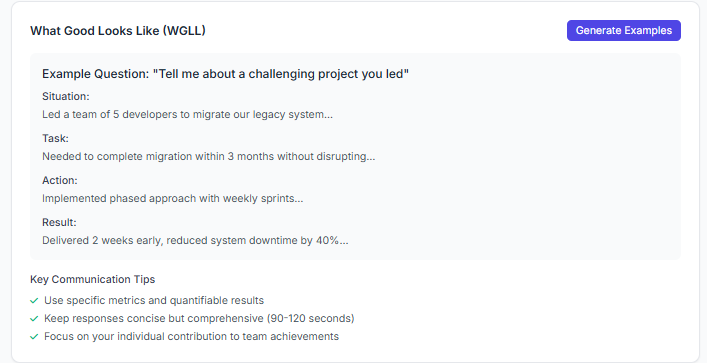 What Good Looks Like (WGLL)
Generate Examples
Example Question: "Tell me about a challenging project you led"
Situation:
Led a team of 5 developers to migrate our legacy system...
Task:
Needed to complete migration within 3 months without disrupting...
Action:
Implemented phased approach with weekly sprints...
Result:
Delivered 2 weeks early, reduced system downtime by 40%...
Key Communication Tips
✓ Use specific metrics and quantifiable results
✓ Keep responses concise but comprehensive (90-120 seconds)
✓ Focus on your individual contribution to team achievements